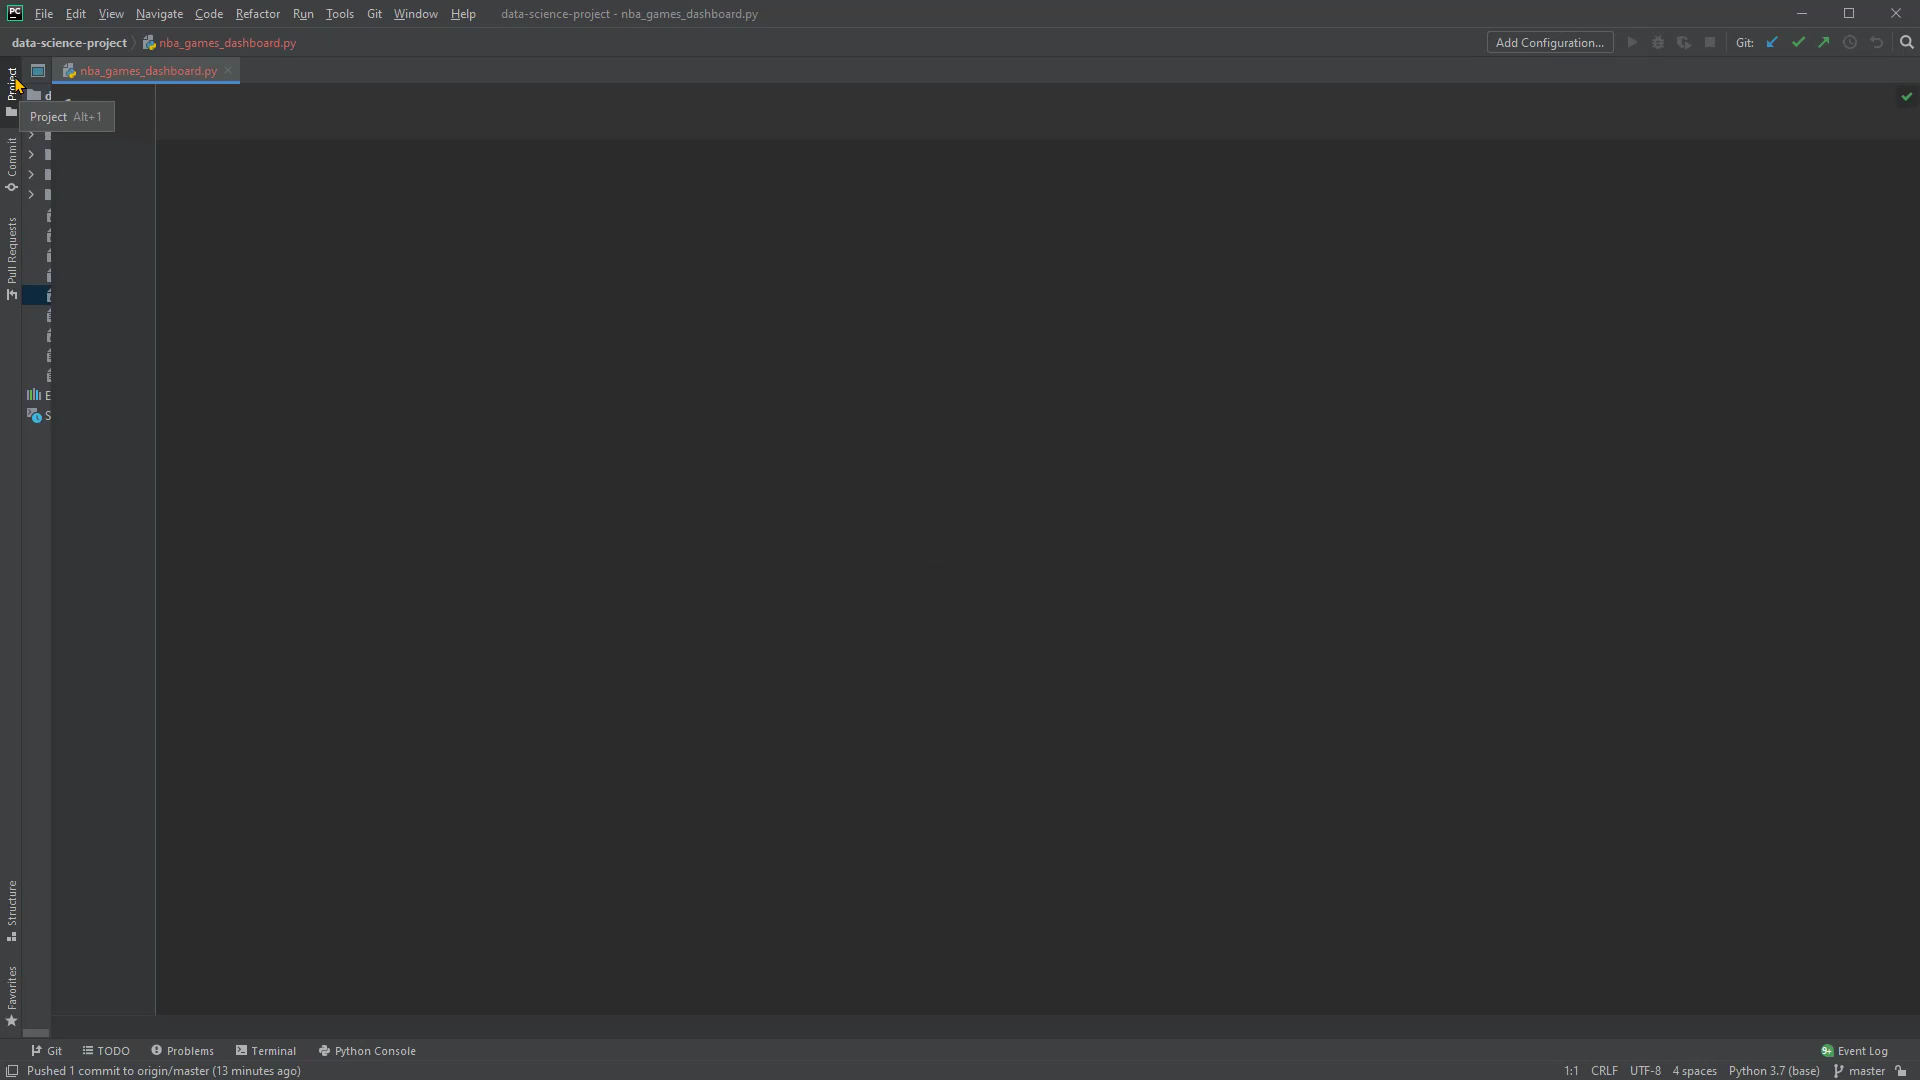 PC File Edit View Navigate Code Refactor Run Tools Git Window Help data-science-project - nba_games_dashboard.py
data-science-project nba_games_dashboard.py Add Configuration... Git:
nba_games_dashboard.py
Project
d
Project Alt+1
Commit
Pull Requests
E
S
Structure
Favorites
Git TODO Problems Terminal Python Console 9+ Event Log
Pushed 1 commit to origin/master (13 minutes ago) 1:1 CRLF UTF-8 4 spaces Python 3.7 (base) master